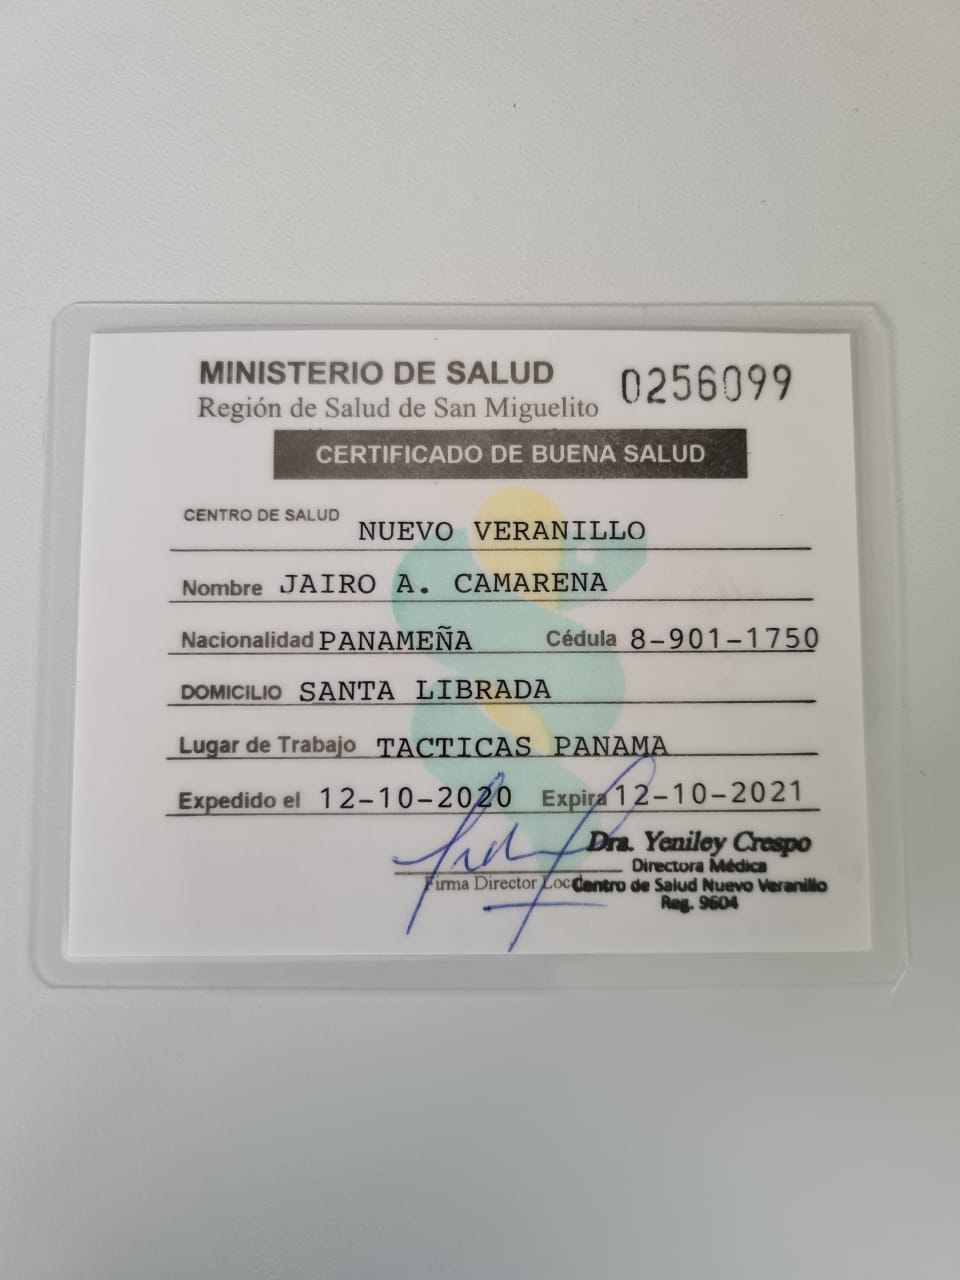 MINISTERIO DE SALUD
0256099
Región de Salud de San Miguelito
CERTIFICADO DE BUENA SALUD
CENTRO DE SALUD NUEVO VERANILLO
Nombre JAIRO A. CAMARENA
Nacionalidad PANAMEÑA Cédula 8-901-1750
DOMICILIO SANTA LIBRADA
Lugar de Trabajo TACTICAS PANAMA
Expedido el 12-10-2020 Expira 12-10-2021
Dra. Yeniley Crespo
Directora Médica
Firma Director Local
Centro de Salud Nuevo Veranillo
Reg. 9604